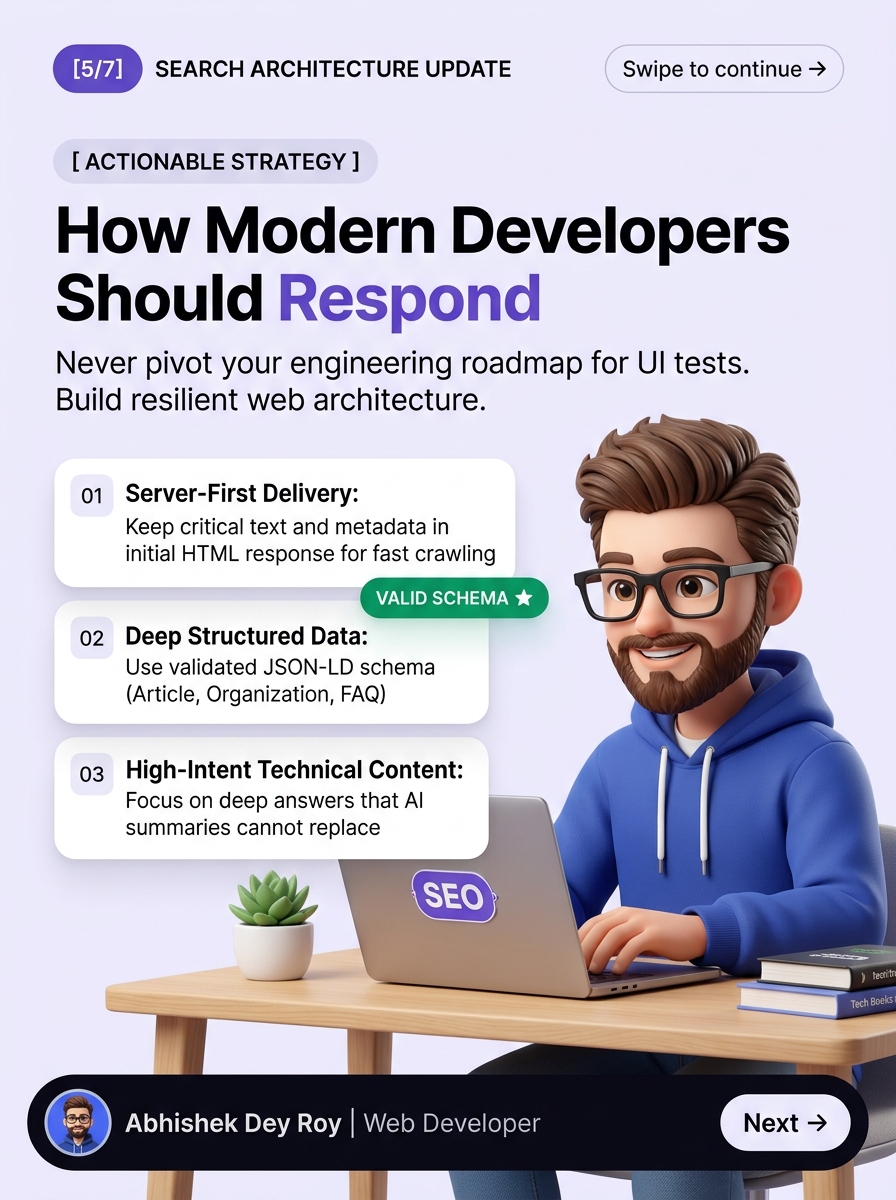 [5/7] SEARCH ARCHITECTURE UPDATE
Swipe to continue →
[ ACTIONABLE STRATEGY ]
How Modern Developers
Should Respond
Never pivot your engineering roadmap for UI tests.
Build resilient web architecture.
01 Server-First Delivery:
Keep critical text and metadata in
initial HTML response for fast crawling
VALID SCHEMA ★
02 Deep Structured Data:
Use validated JSON-LD schema
(Article, Organization, FAQ)
03 High-Intent Technical Content:
Focus on deep answers that AI
summaries cannot replace
SEO
Tech
Abhishek Dey Roy | Web Developer
Next →